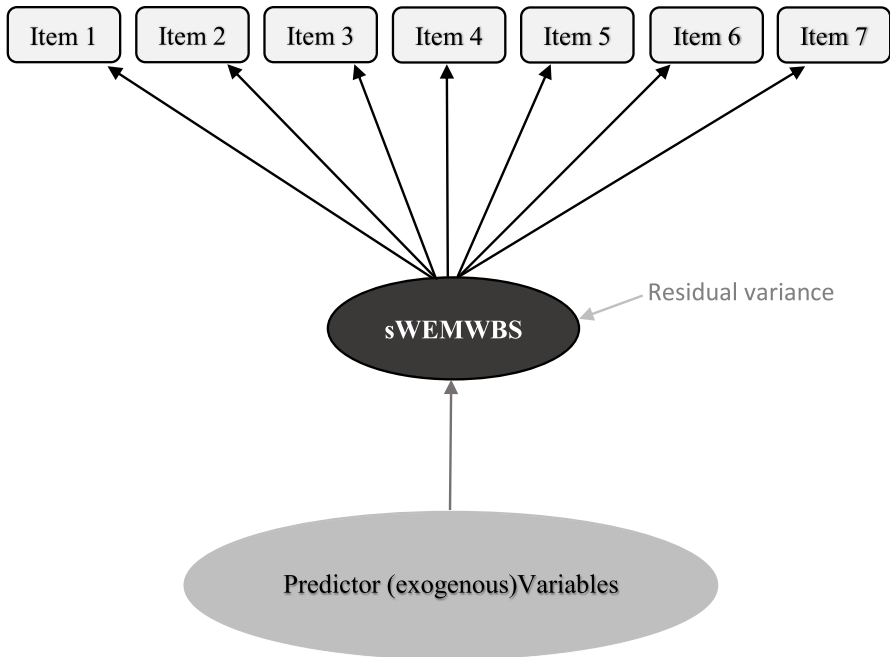 Item 1 Item 2 Item 3 Item 4 Item 5 Item 6 Item 7
Residual variance
sWEMWBS
Predictor (exogenous)Variables